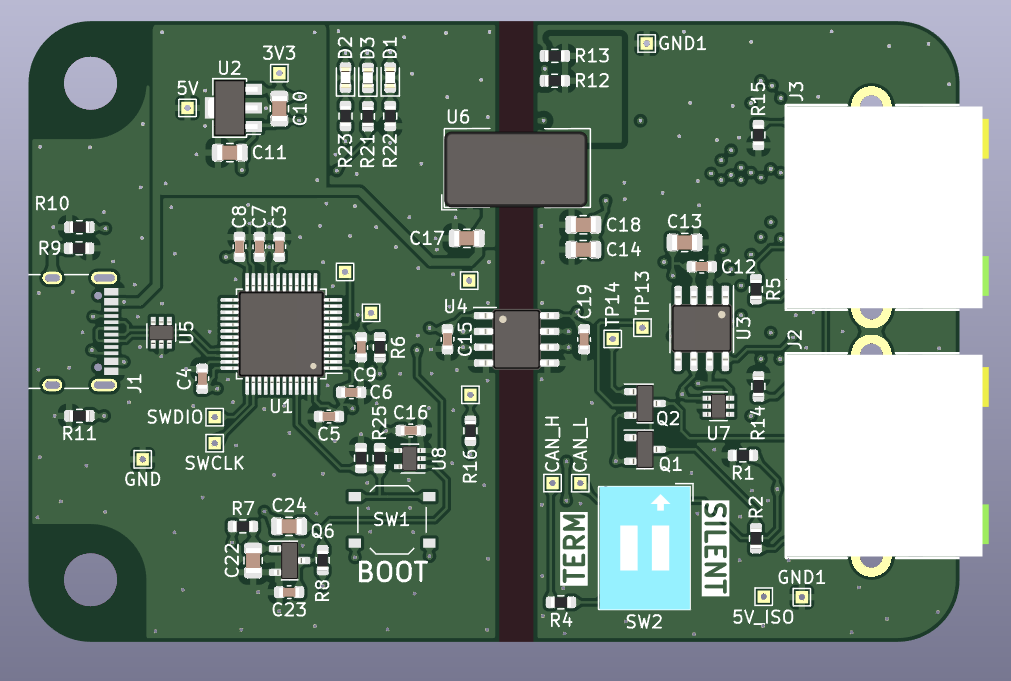 D2
D3
D1
3V3
U2
5V
C10
C11
R23
R21
R22
U6
R13
R12
GND1
R15
J3
R10
R9
C8
C7
C3
C17
C18
C14
C13
C12
R5
U4
C15
C19
TP14
TP13
U3
J2
U5
J1
C4
U1
R6
C9
C6
C5
R25
C16
U8
SWDIO
SWCLK
R11
GND
R16
CAN_H
CAN_L
Q2
Q1
U7
R14
R1
R2
R7
C24
Q6
C22
C23
R8
SW1
BOOT
TERM
SILENT
R4
SW2
GND1
5V_ISO